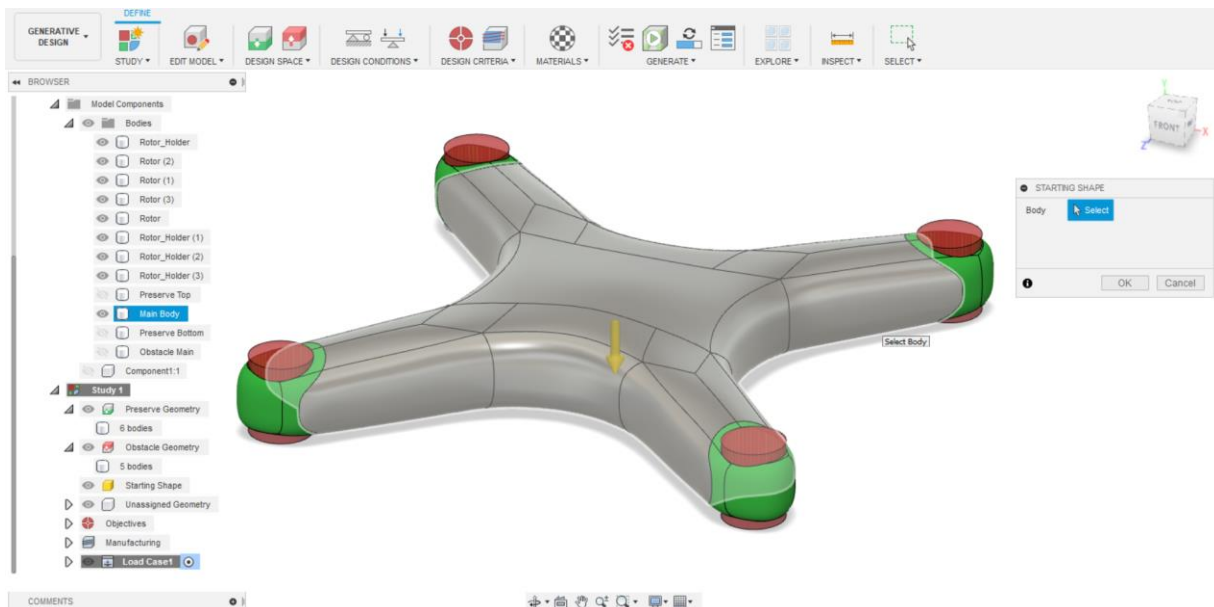 DEFINE
GENERATIVE DESIGN
STUDY
EDIT MODEL
DESIGN SPACE
DESIGN CONDITIONS
DESIGN CRITERIA
MATERIALS
GENERATE
EXPLORE
INSPECT
SELECT
BROWSER
Model Components
Bodies
Rotor_Holder
Rotor (2)
Rotor (1)
Rotor (3)
Rotor
Rotor_Holder (1)
Rotor_Holder (2)
Rotor_Holder (3)
Preserve Top
Main Body
Preserve Bottom
Obstacle Main
Component1:1
Study 1
Preserve Geometry
6 bodies
Obstacle Geometry
5 bodies
Starting Shape
Unassigned Geometry
Objectives
Manufacturing
Load Case1
COMMENTS
Select Body
Y
FRONT
X
Z
STARTING SHAPE
Body Select
OK Cancel